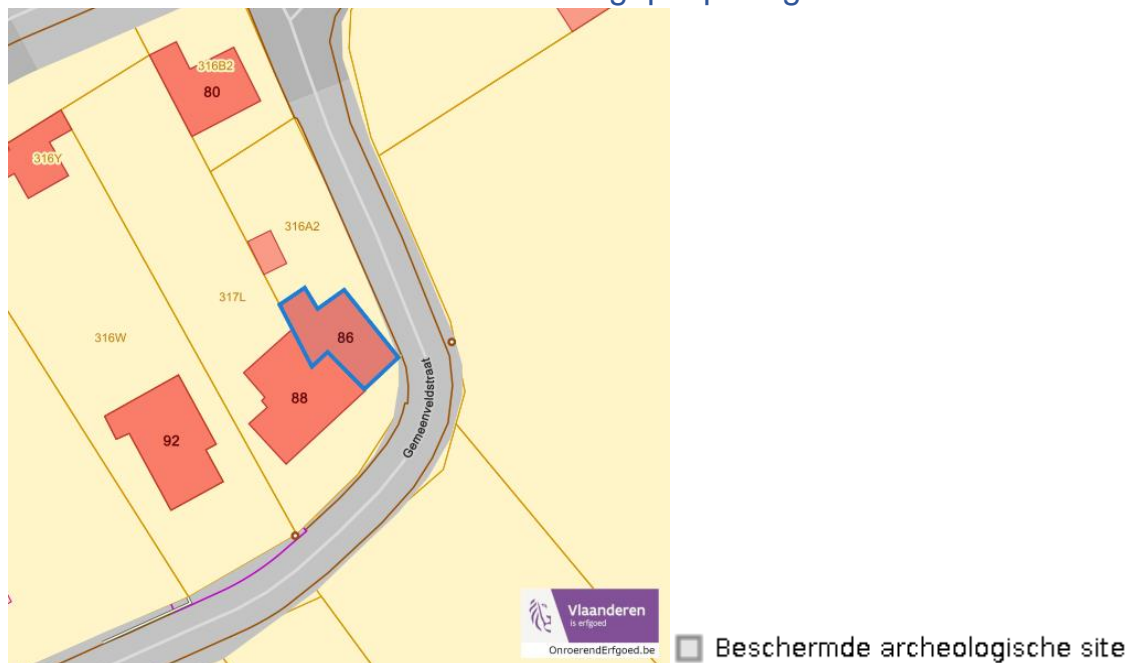 316B2
80
316Y
316A2
317L
316W
86
88
92
Gemeenveldstraat
Vlaanderen
is erfgoed
OnroerendErfgoed.be
Beschermde archeologische site